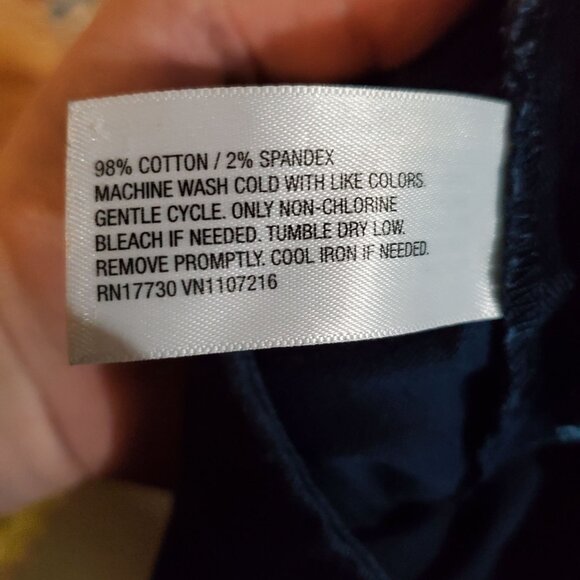 98% COTTON / 2% SPANDEX
MACHINE WASH COLD WITH LIKE COLORS.
GENTLE CYCLE. ONLY NON-CHLORINE
BLEACH IF NEEDED. TUMBLE DRY LOW.
REMOVE PROMPTLY. COOL IRON IF NEEDED.
RN17730 VN1107216